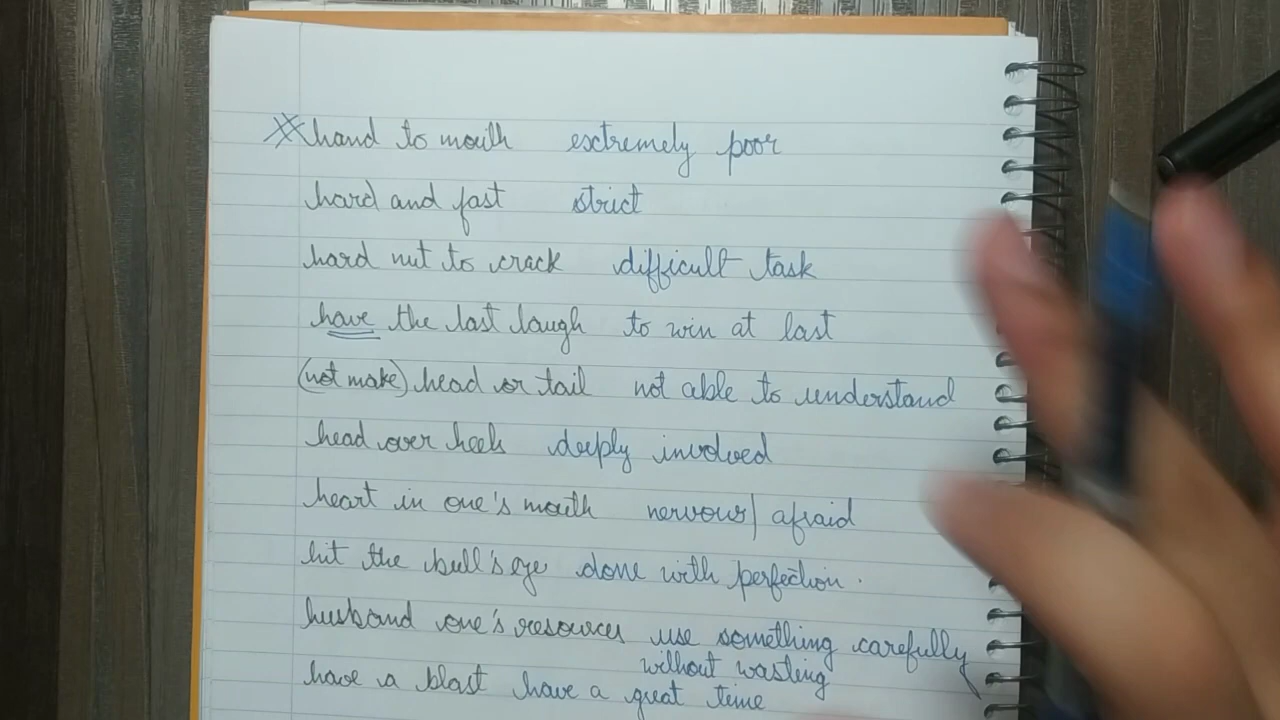 hand to mouth extremely poor
hard and fast strict
hard nut to crack difficult task
have the last laugh to win at last
(not make) head or tail not able to understand
head over heels deeply involved
heart in one's mouth nervous/ afraid
hit the bull's eye done with perfection.
husband one's resources use something carefully
without wasting
have a blast have a great time